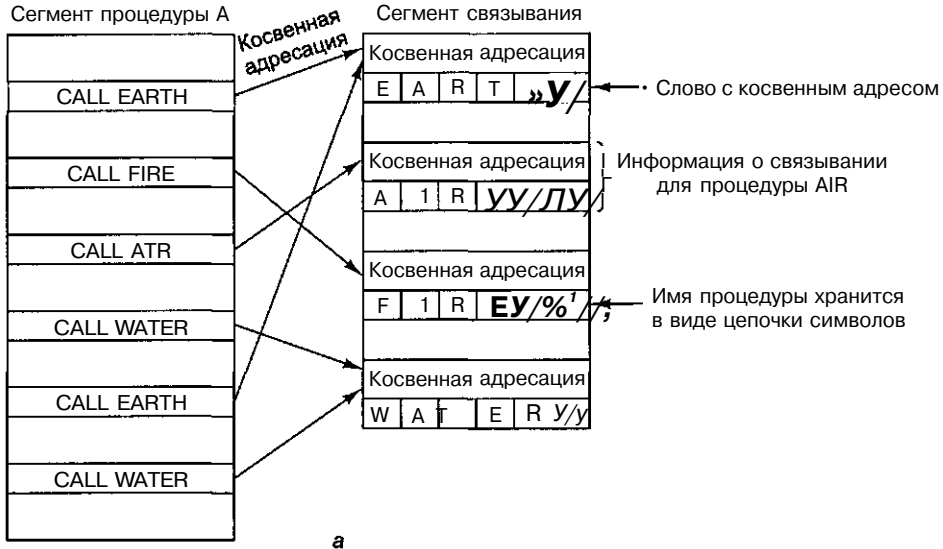 Сегмент процедуры A
Сегмент связывания
Косвенная
адресация
CALL EARTH
CALL FIRE
CALL ATR
CALL WATER
CALL EARTH
CALL WATER
Косвенная адресация
E A R T
Слово с косвенным адресом
Косвенная адресация
A 1 R
Информация о связывании
для процедуры AIR
Косвенная адресация
F 1 R E
Имя процедуры хранится
в виде цепочки символов
Косвенная адресация
W A T E R
а